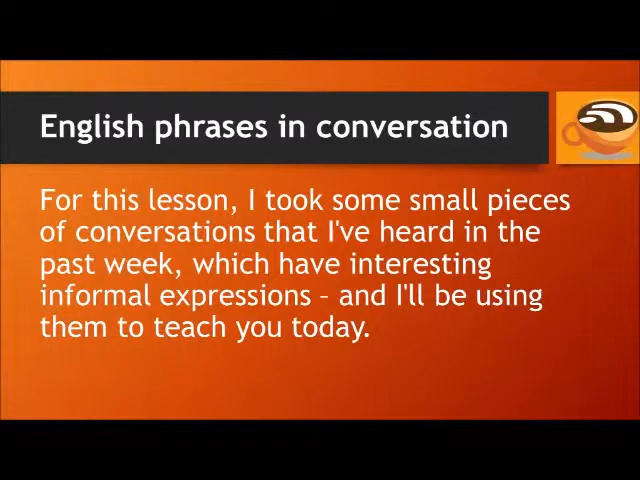 English phrases in conversation
For this lesson, I took some small pieces
of conversations that I've heard in the
past week, which have interesting
informal expressions – and I'll be using
them to teach you today.